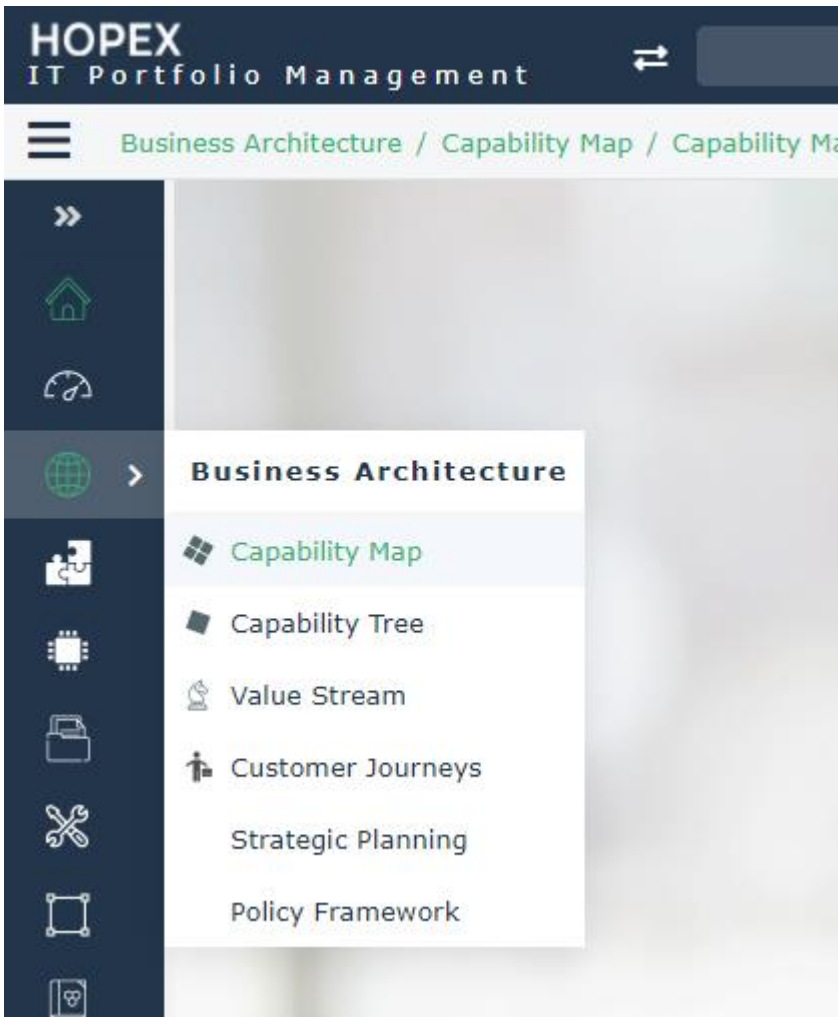 HOPEX
IT Portfolio Management
Business Architecture / Capability Map / Capability Ma
Business Architecture
Capability Map
Capability Tree
Value Stream
Customer Journeys
Strategic Planning
Policy Framework